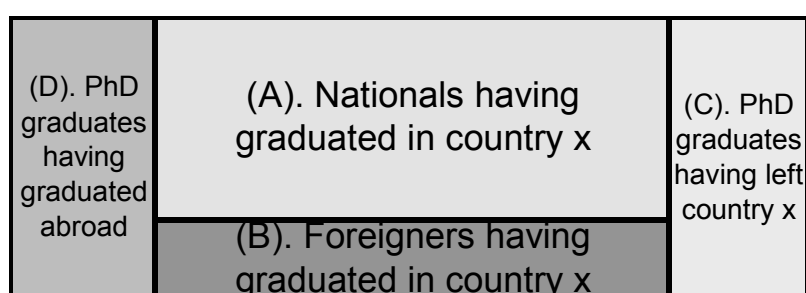 (D). PhD
graduates
having
graduated
abroad
(A). Nationals having
graduated in country x
(B). Foreigners having
graduated in country x
(C). PhD
graduates
having left
country x